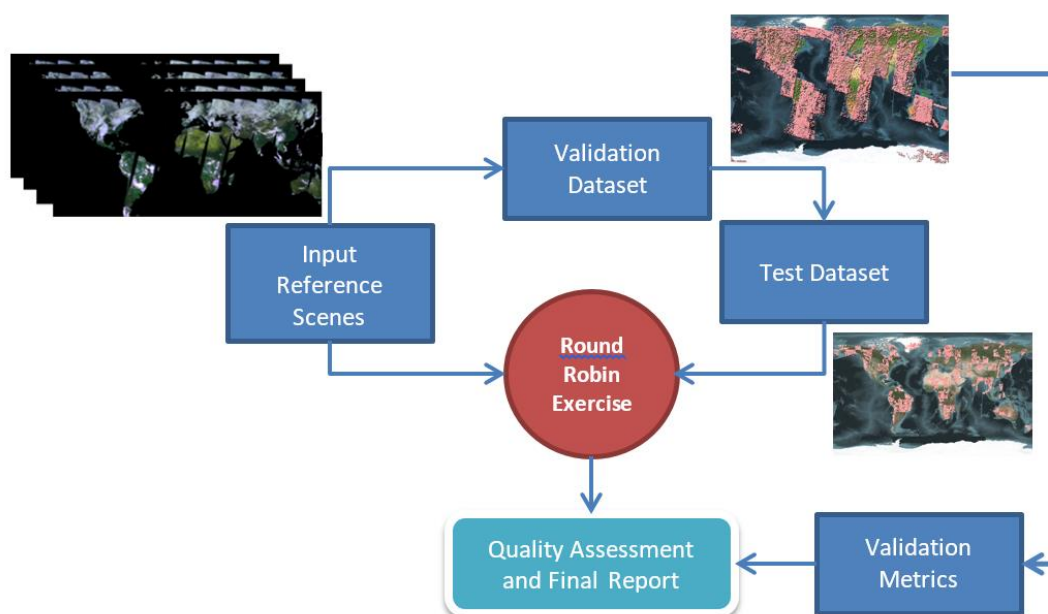 Validation
Dataset
Input
Reference
Scenes
Test Dataset
Round
Robin
Exercise
Quality Assessment
and Final Report
Validation
Metrics